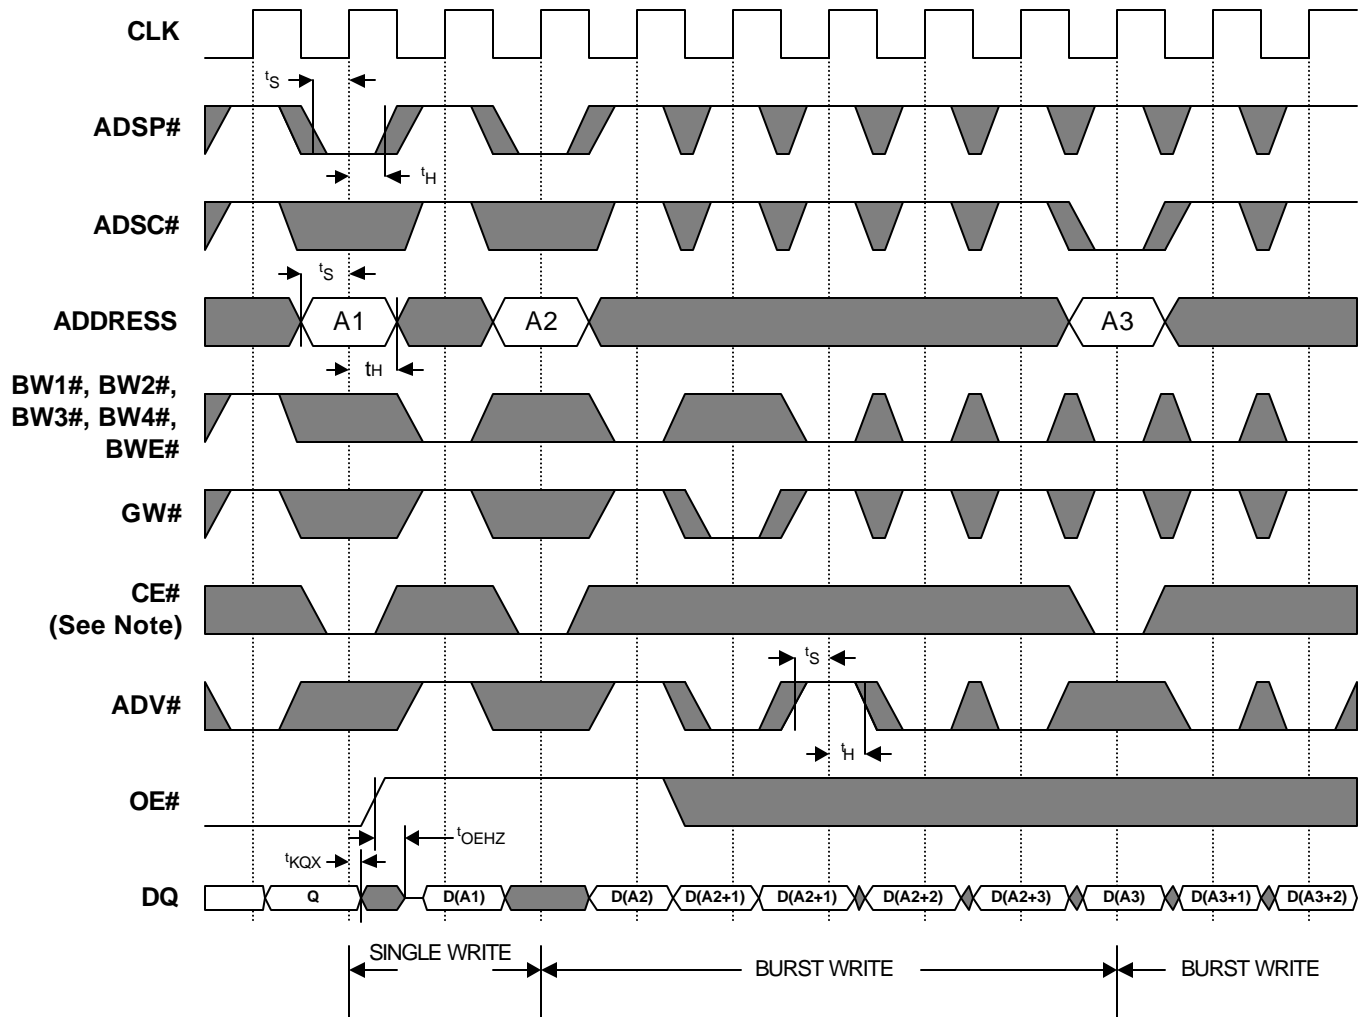 CLK
tS
ADSP#
tH
ADSC#
tS
ADDRESS
A1
A2
A3
tH
BW1#, BW2#,
BW3#, BW4#,
BWE#
GW#
CE#
(See Note)
tS
ADV#
tH
OE#
tOEHZ
tKQX
DQ
Q
D(A1)
D(A2)
D(A2+1)
D(A2+1)
D(A2+2)
D(A2+3)
D(A3)
D(A3+1)
D(A3+2)
SINGLE WRITE
BURST WRITE
BURST WRITE